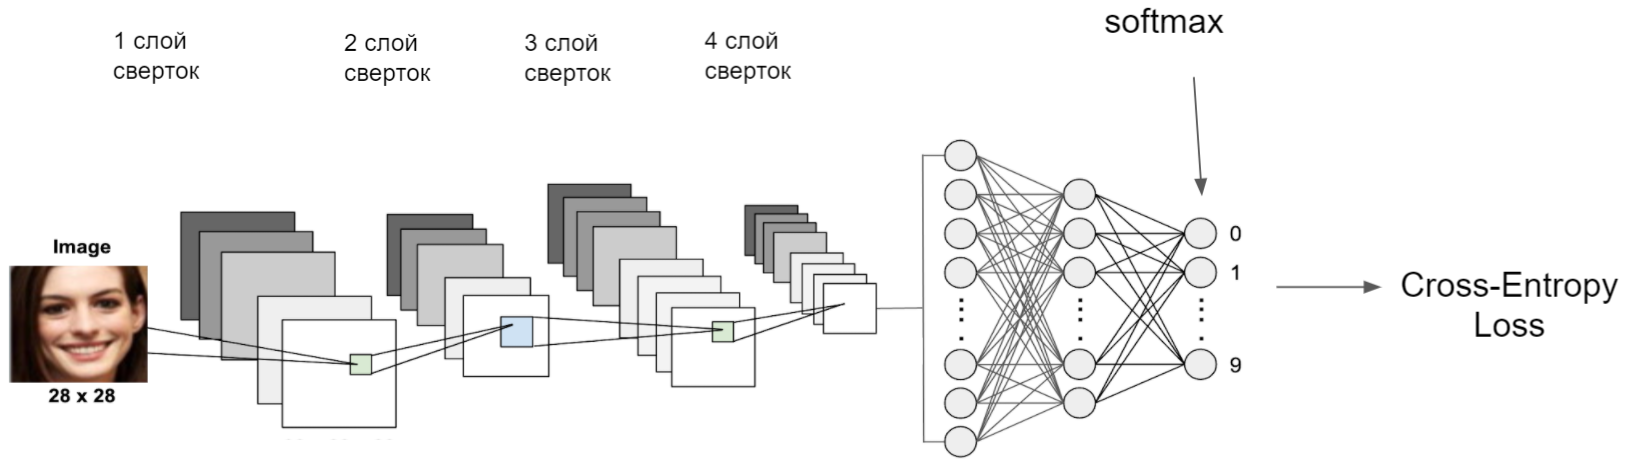 softmax
1 слой
сверток
2 слой
сверток
3 слой
сверток
4 слой
сверток
Image
28 x 28
0
1
9
Cross-Entropy
Loss